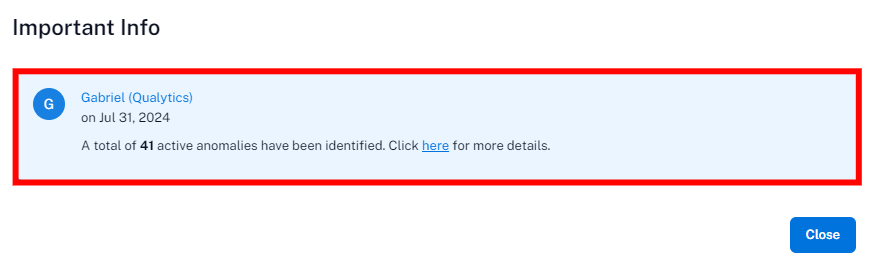 Important Info
G
Gabriel (Qualytics)
on Jul 31, 2024
A total of 41 active anomalies have been identified. Click here for more details.
Close